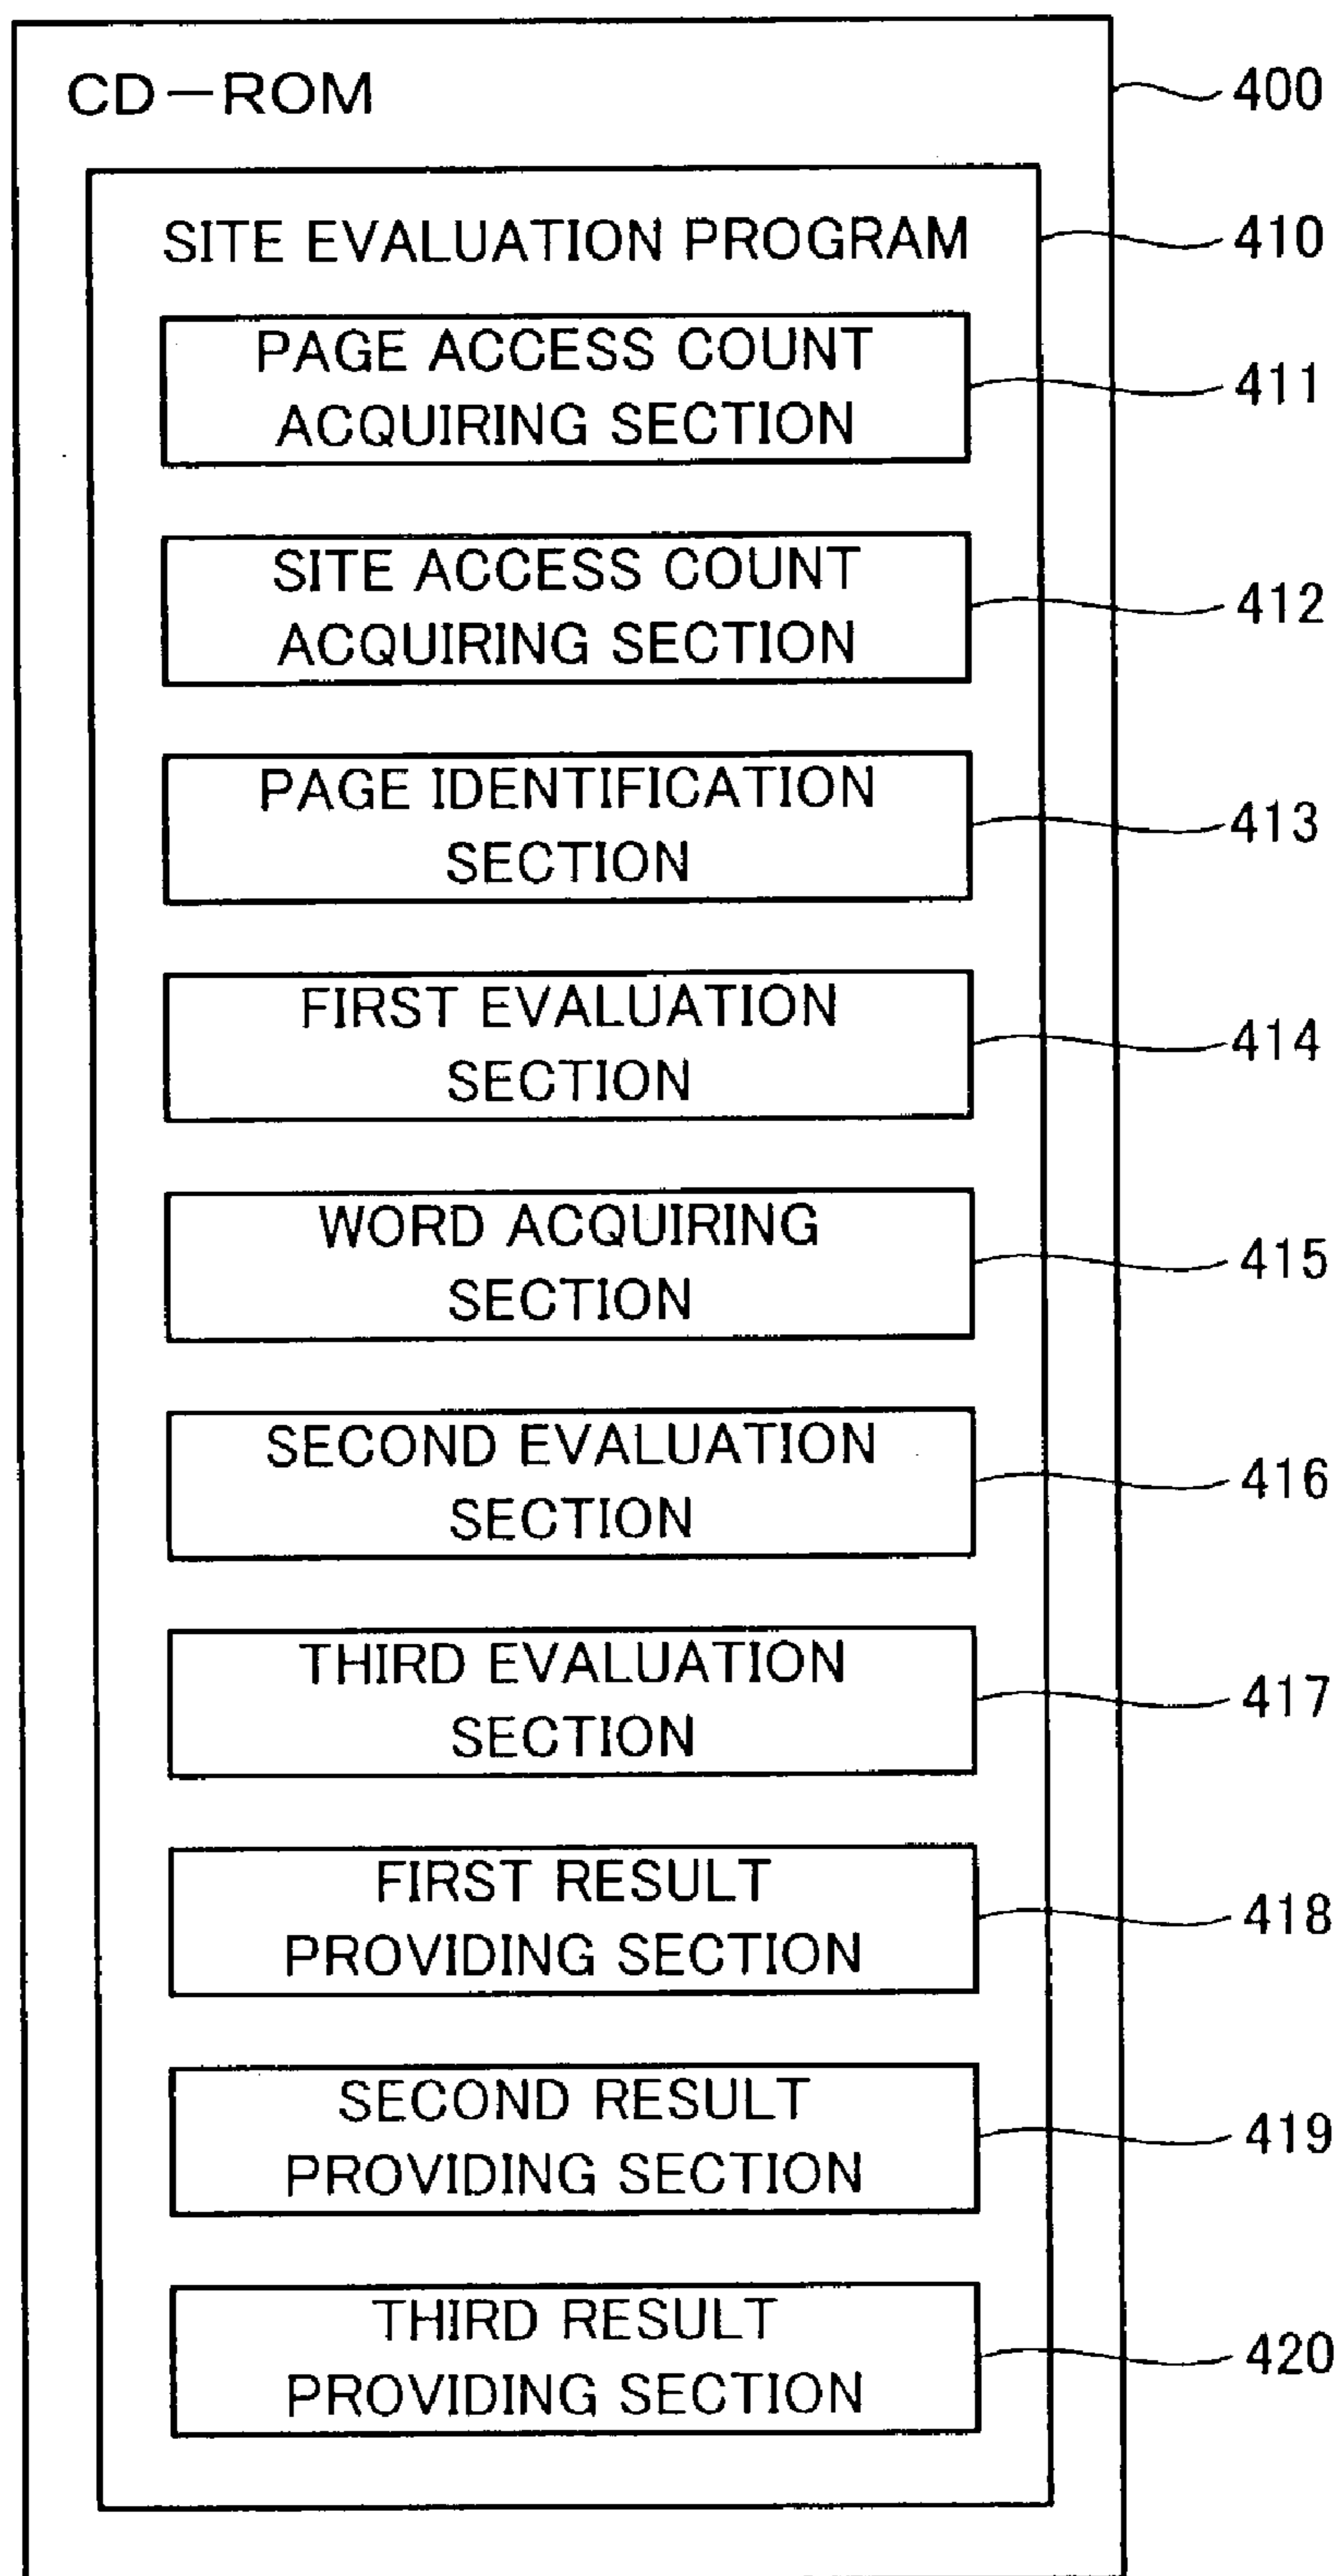 CD-ROM
400
SITE EVALUATION PROGRAM
410
PAGE ACCESS COUNT
ACQUIRING SECTION
411
SITE ACCESS COUNT
ACQUIRING SECTION
412
PAGE IDENTIFICATION
SECTION
413
FIRST EVALUATION
SECTION
414
WORD ACQUIRING
SECTION
415
SECOND EVALUATION
SECTION
416
THIRD EVALUATION
SECTION
417
FIRST RESULT
PROVIDING SECTION
418
SECOND RESULT
PROVIDING SECTION
419
THIRD RESULT
PROVIDING SECTION
420